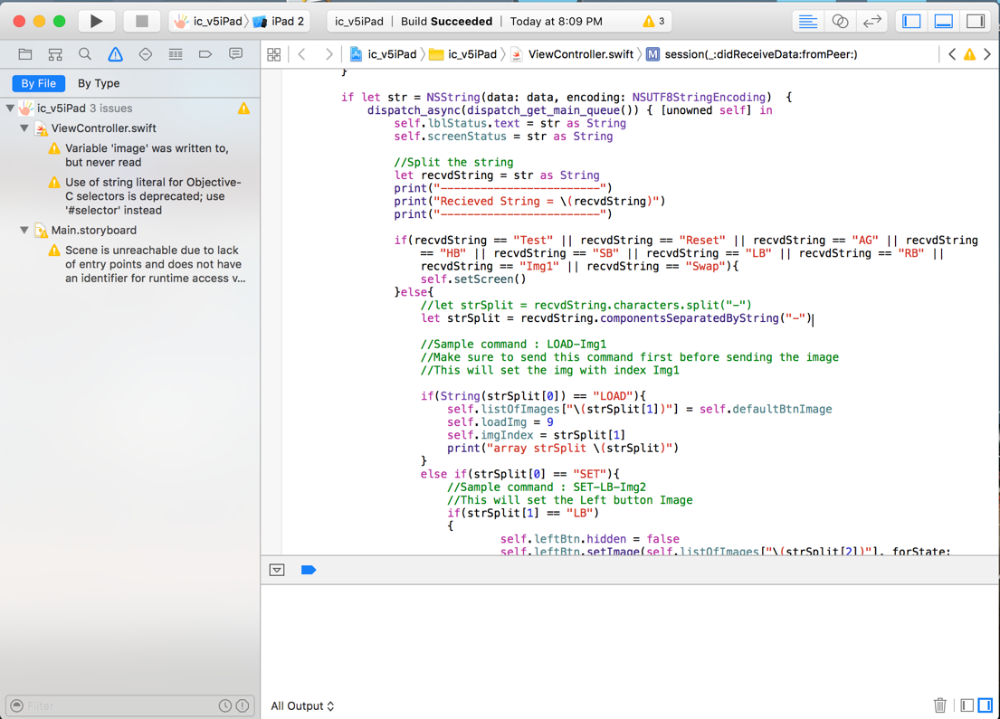 ic_v5iPad iPad 2 ic_v5iPad | Build Succeeded | Today at 8:09 PM 3
ic_v5iPad ic_v5iPad ViewController.swift M session(_:didReceiveData:fromPeer:)
By File By Type
ic_v5iPad 3 issues
ViewController.swift
Variable 'image' was written to,
but never read
Use of string literal for Objective-
C selectors is deprecated; use
'#selector' instead
Main.storyboard
Scene is unreachable due to lack
of entry points and does not have
an identifier for runtime access v...
Filter
}
if let str = NSString(data: data, encoding: NSUTF8StringEncoding)  {
dispatch_async(dispatch_get_main_queue()) { [unowned self] in
self.lblStatus.text = str as String
self.screenStatus = str as String
//Split the string
let recvdString = str as String
print("------------------------")
print("Recieved String = \(recvdString)")
print("------------------------")
if(recvdString == "Test" || recvdString == "Reset" || recvdString == "AG" || recvdString
== "HB" || recvdString == "SB" || recvdString == "LB" || recvdString == "RB" ||
recvdString == "Img1" || recvdString == "Swap"){
self.setScreen()
}else{
//let strSplit = recvdString.characters.split("-")
let strSplit = recvdString.componentsSeparatedByString("-")
//Sample command : LOAD-Img1
//Make sure to send this command first before sending the image
//This will set the img with index Img1
if(String(strSplit[0]) == "LOAD"){
self.listOfImages["\(strSplit[1])"] = self.defaultBtnImage
self.loadImg = 9
self.imgIndex = strSplit[1]
print("array strSplit \(strSplit)")
}
else if(strSplit[0] == "SET"){
//Sample command : SET-LB-Img2
//This will set the Left button Image
if(strSplit[1] == "LB")
{
self.leftBtn.hidden = false
self.leftBtn.setImage(self.listOfImages["\(strSplit[2])"], forState:
All Output